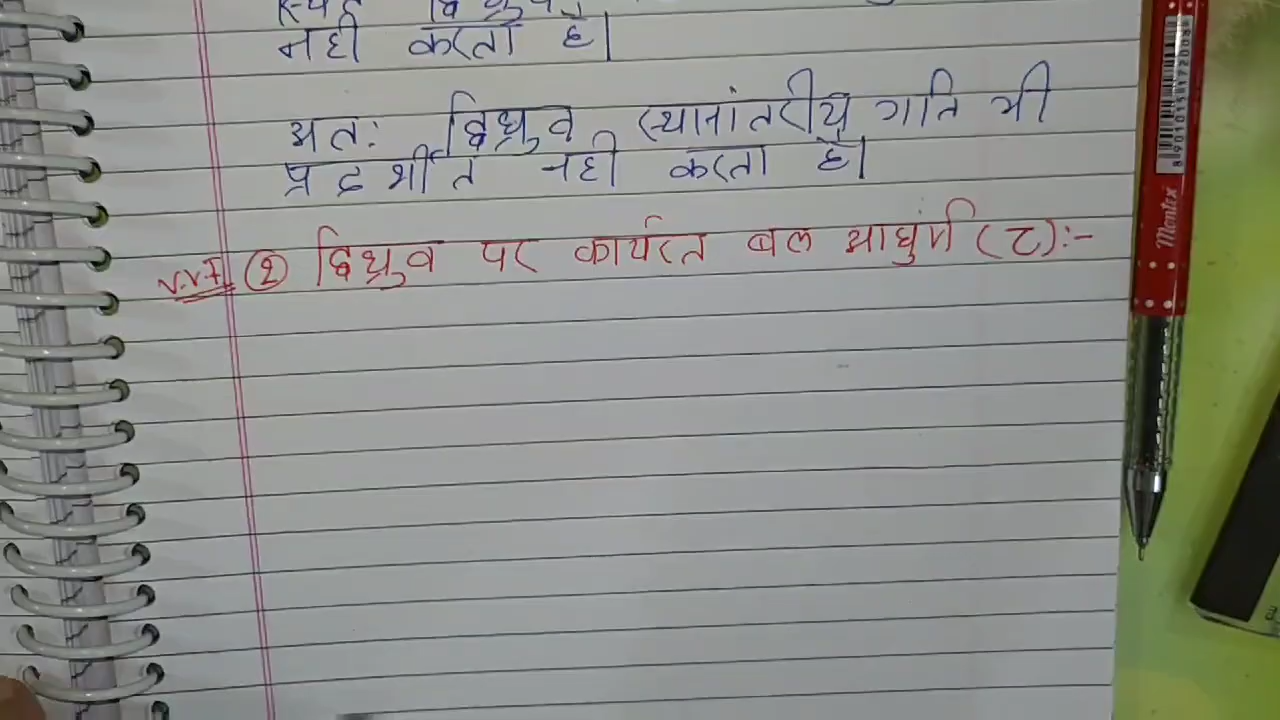 नही करता है।
अतः द्विध्रुव स्थानांतरीय गति भी
प्रदर्शीत नही करता है।
V.V.I (2) द्विध्रुव पर कार्यरत बल आघुर्ण (τ):-
Montex